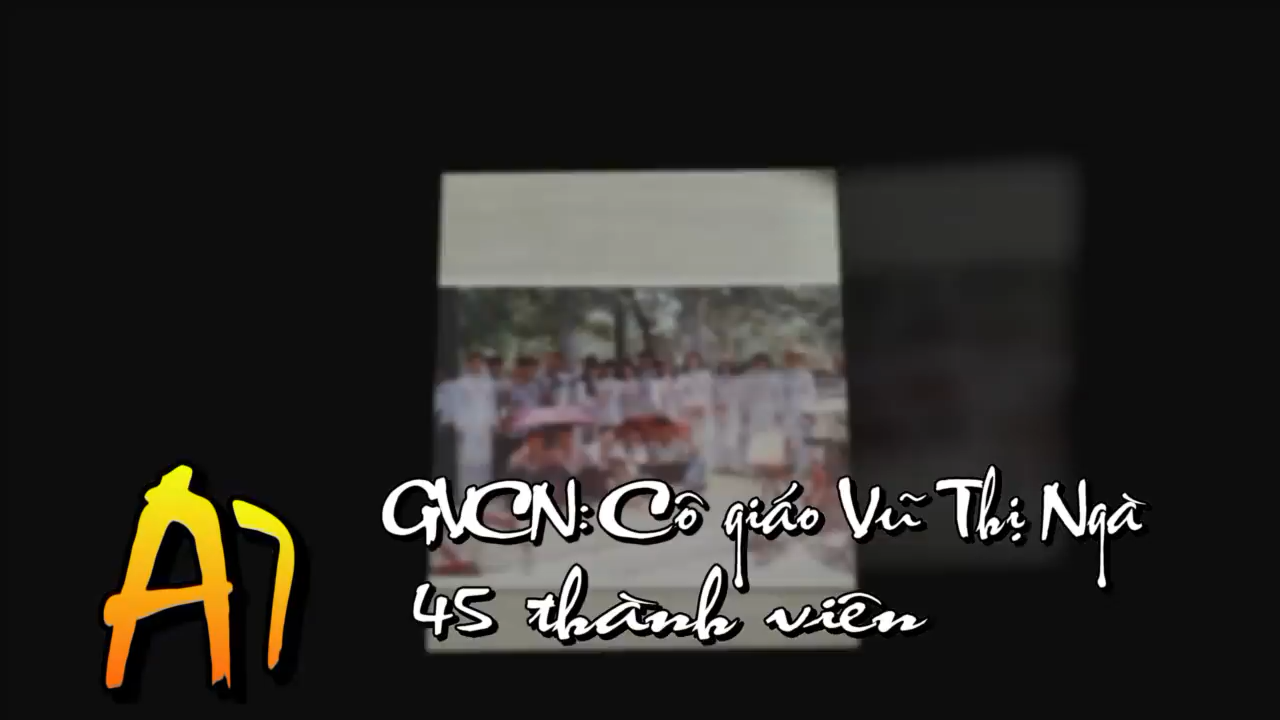 A7
GVCN: Cô giáo Vũ Thị Ngà
45 thành viên